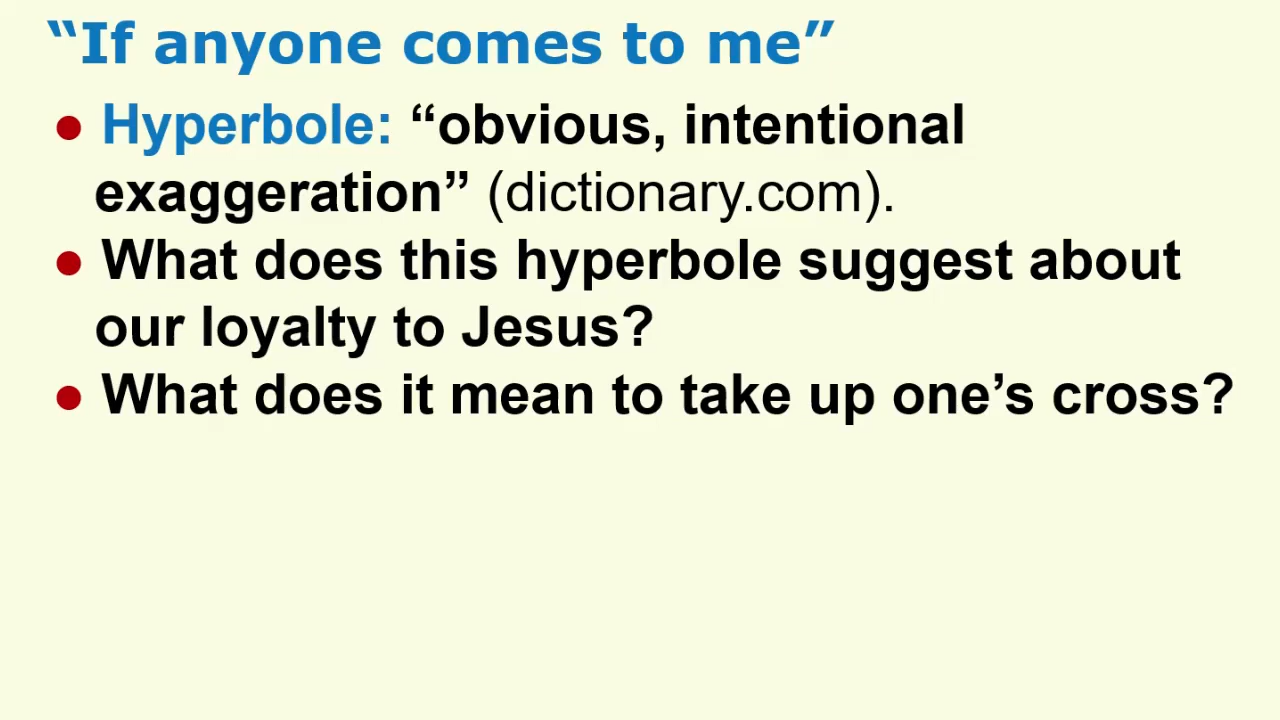 “If anyone comes to me”
● Hyperbole: “obvious, intentional
exaggeration” (dictionary.com).
● What does this hyperbole suggest about
our loyalty to Jesus?
● What does it mean to take up one’s cross?